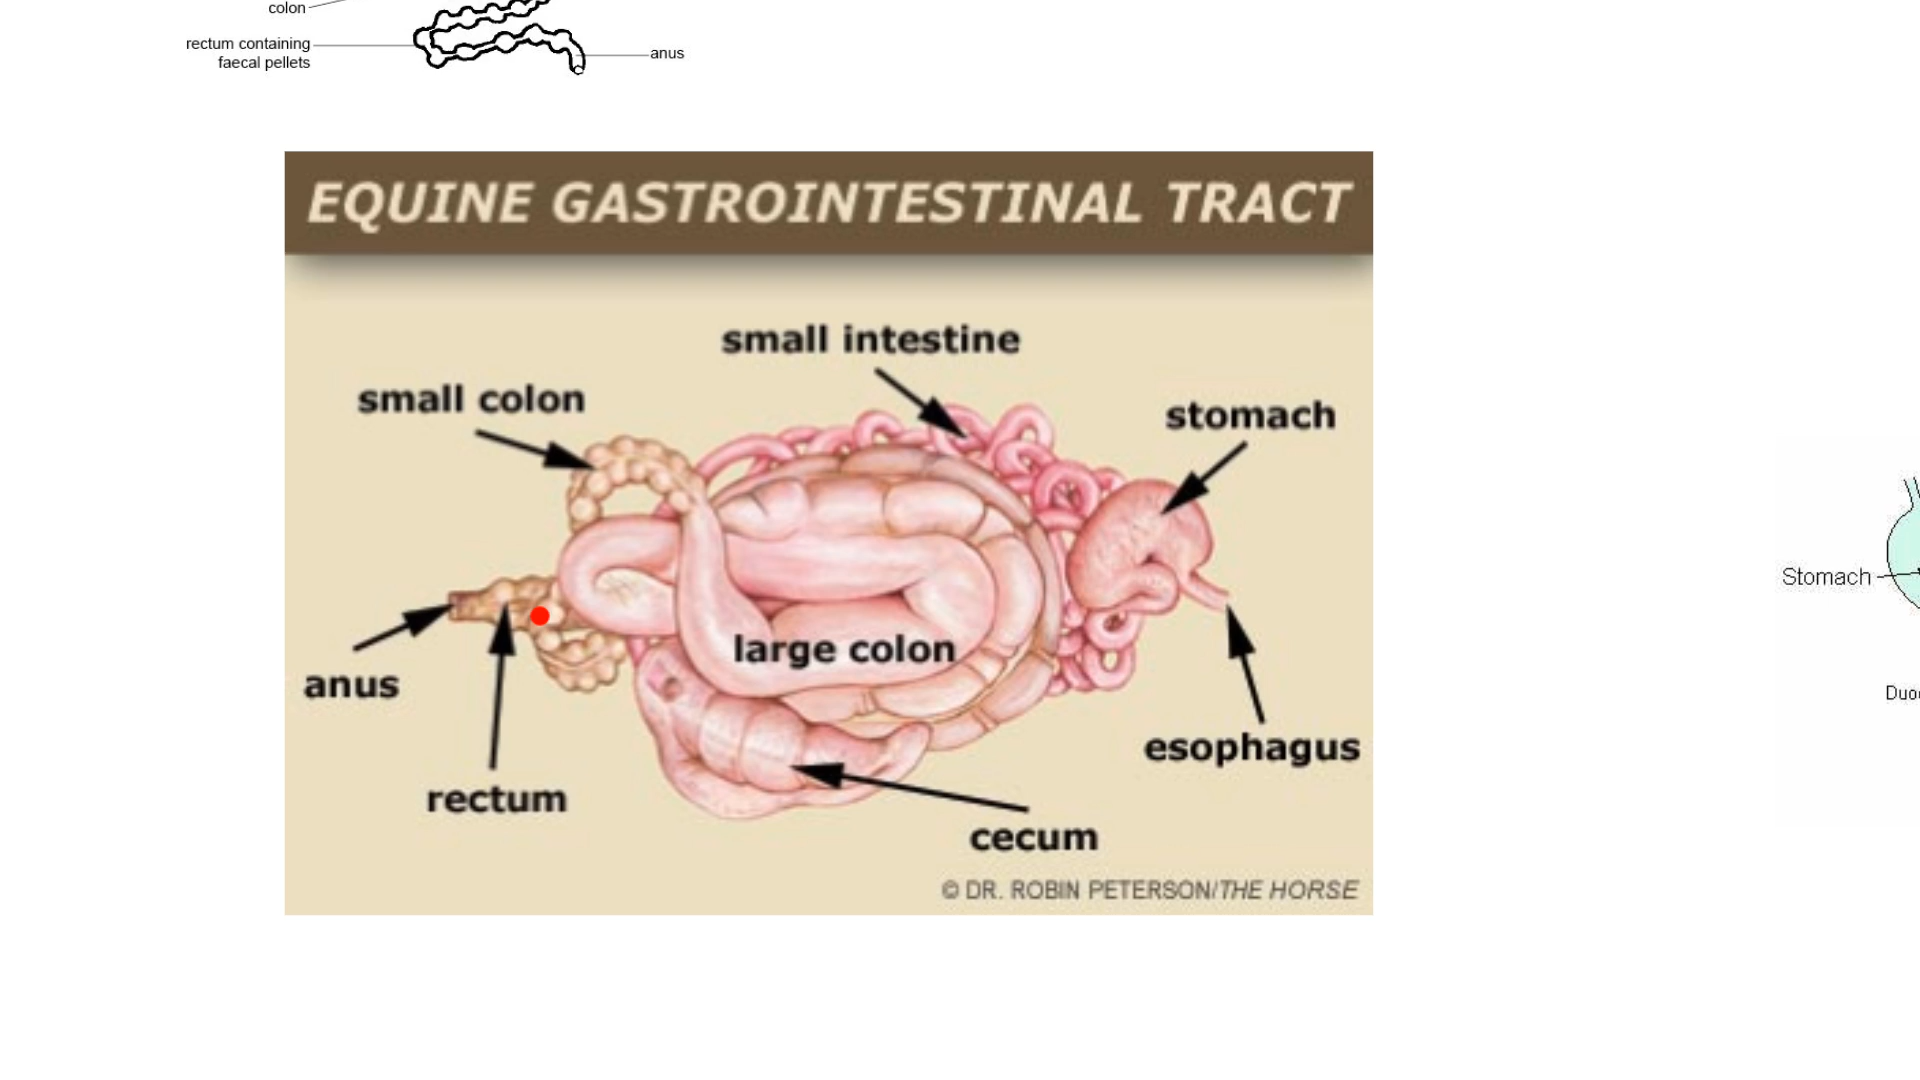 colon
rectum containing
faecal pellets
anus
EQUINE GASTROINTESTINAL TRACT
small intestine
small colon
stomach
large colon
anus
rectum
esophagus
cecum
© DR. ROBIN PETERSON/THE HORSE
Stomach